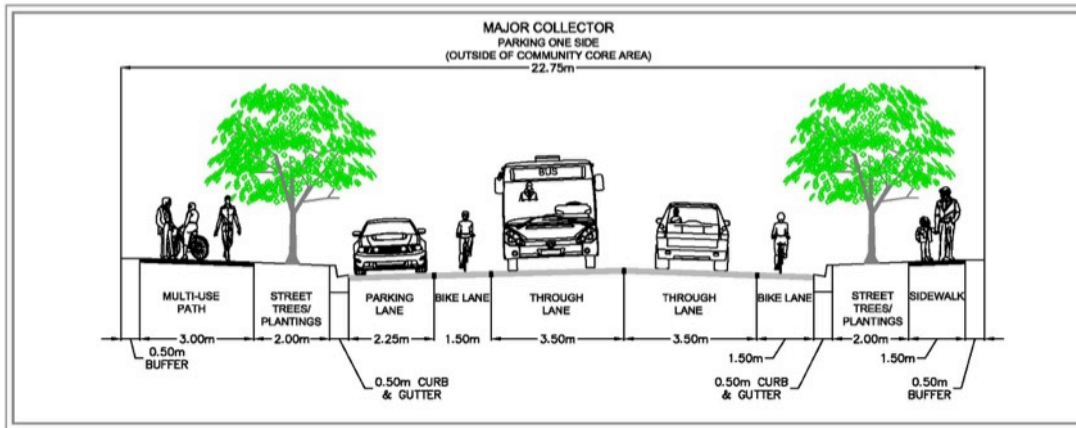 MAJOR COLLECTOR
PARKING ONE SIDE
(OUTSIDE OF COMMUNITY CORE AREA)
22.75m
BUS
MULTI-USE
PATH
STREET
TREES/
PLANTINGS
PARKING
LANE
BIKE LANE
THROUGH
LANE
THROUGH
LANE
BIKE LANE
STREET
TREES/
PLANTINGS
SIDEWALK
3.00m
2.00m
2.25m
1.50m
3.50m
3.50m
1.50m
2.00m
1.50m
0.50m
BUFFER
0.50m CURB
& GUTTER
0.50m CURB
& GUTTER
0.50m
BUFFER